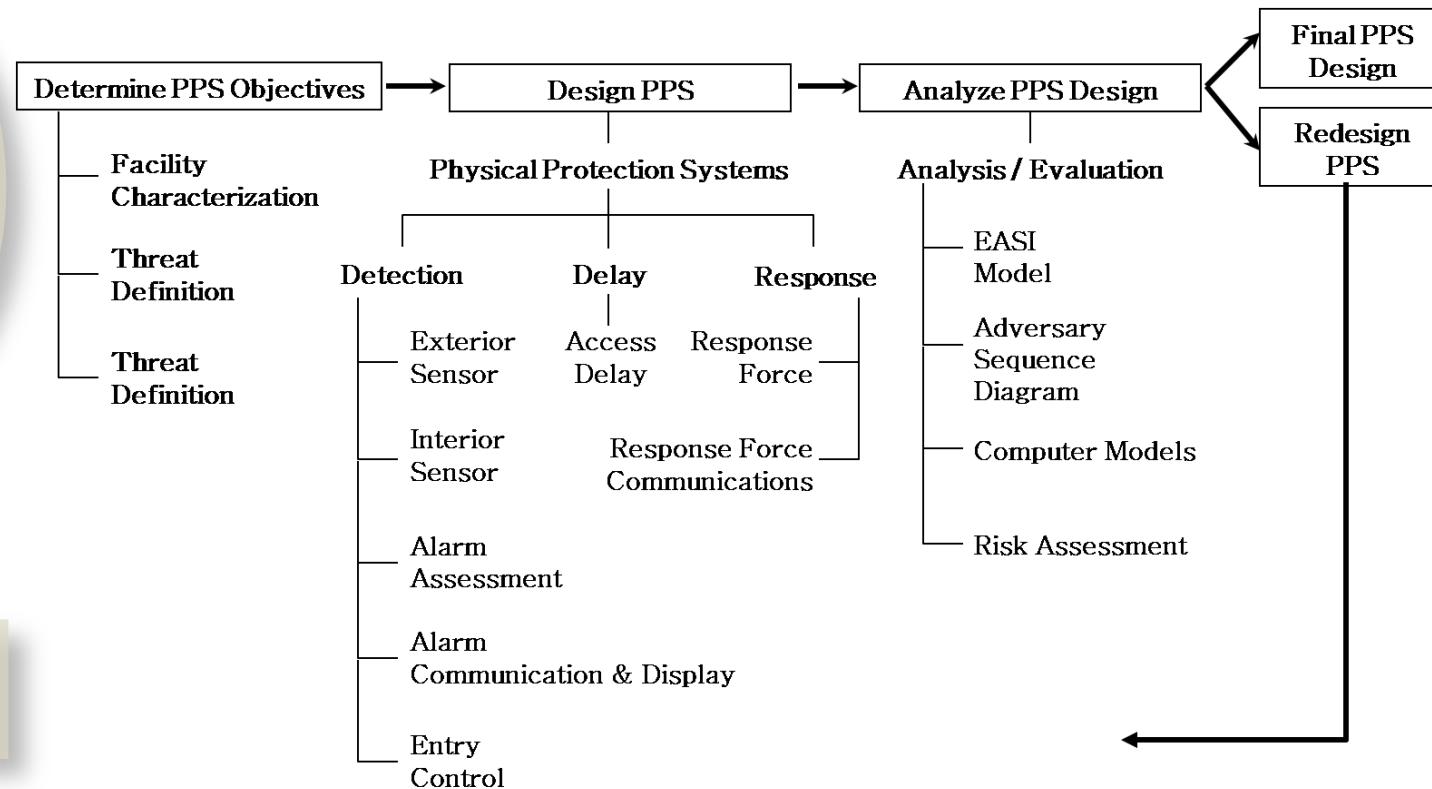 Determine PPS Objectives
Facility
Characterization
Threat
Definition
Threat
Definition
Design PPS
Physical Protection Systems
Detection
Exterior
Sensor
Interior
Sensor
Alarm
Assessment
Alarm
Communication & Display
Entry
Control
Delay
Access
Delay
Response
Response
Force
Response Force
Communications
Analyze PPS Design
Analysis / Evaluation
EASI
Model
Adversary
Sequence
Diagram
Computer Models
Risk Assessment
Final PPS
Design
Redesign
PPS